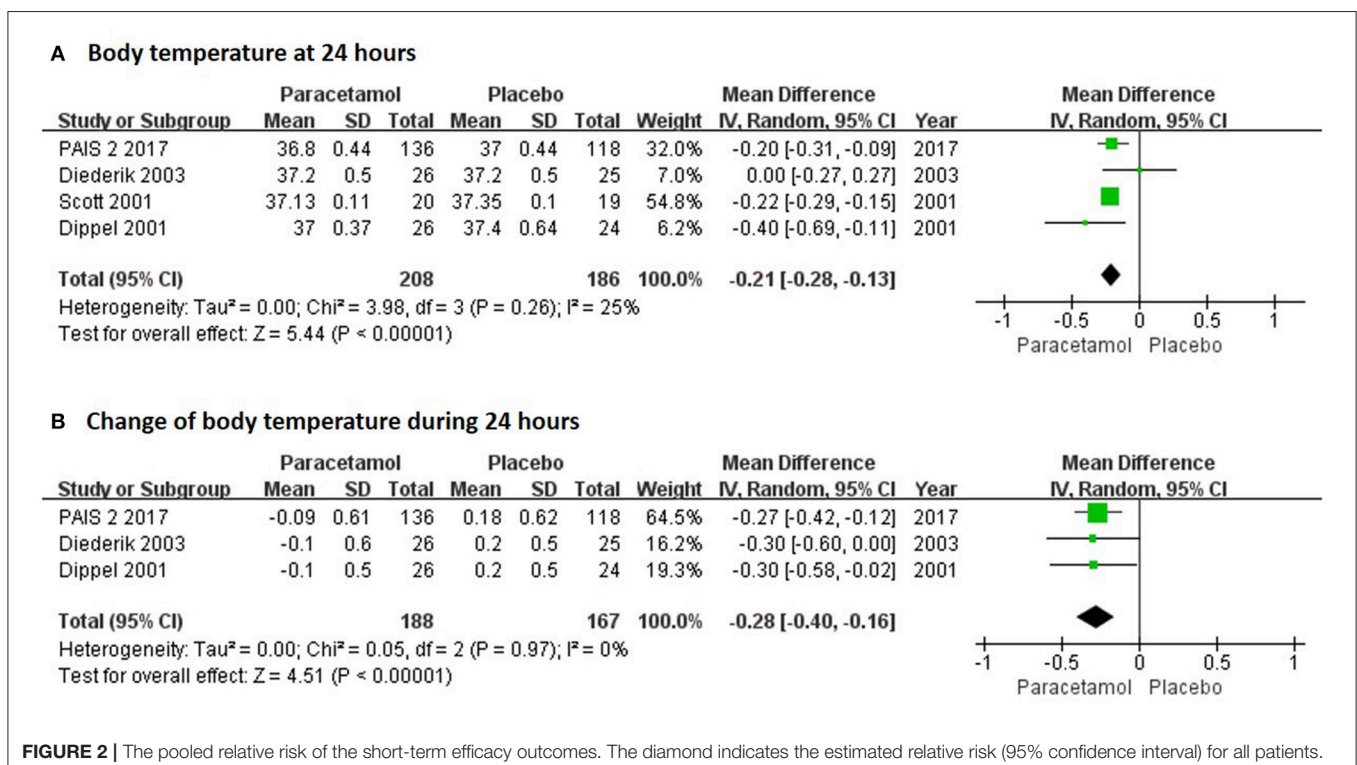 A Body temperature at 24 hours
Paracetamol Placebo Mean Difference Mean Difference
Study or Subgroup Mean SD Total Mean SD Total Weight IV, Random, 95% CI Year IV, Random, 95% CI
PAIS 2 2017 36.8 0.44 136 37 0.44 118 32.0% -0.20 [-0.31, -0.09] 2017
Diederik 2003 37.2 0.5 26 37.2 0.5 25 7.0% 0.00 [-0.27, 0.27] 2003
Scott 2001 37.13 0.11 20 37.35 0.1 19 54.8% -0.22 [-0.29, -0.15] 2001
Dippel 2001 37 0.37 26 37.4 0.64 24 6.2% -0.40 [-0.69, -0.11] 2001
Total (95% CI) 208 186 100.0% -0.21 [-0.28, -0.13]
Heterogeneity: Tau² = 0.00; Chi² = 3.98, df = 3 (P = 0.26); I² = 25%
Test for overall effect: Z = 5.44 (P < 0.00001)
-1 -0.5 0 0.5 1
Paracetamol Placebo
B Change of body temperature during 24 hours
Paracetamol Placebo Mean Difference Mean Difference
Study or Subgroup Mean SD Total Mean SD Total Weight IV, Random, 95% CI Year IV, Random, 95% CI
PAIS 2 2017 -0.09 0.61 136 0.18 0.62 118 64.5% -0.27 [-0.42, -0.12] 2017
Diederik 2003 -0.1 0.6 26 0.2 0.5 25 16.2% -0.30 [-0.60, 0.00] 2003
Dippel 2001 -0.1 0.5 26 0.2 0.5 24 19.3% -0.30 [-0.58, -0.02] 2001
Total (95% CI) 188 167 100.0% -0.28 [-0.40, -0.16]
Heterogeneity: Tau² = 0.00; Chi² = 0.05, df = 2 (P = 0.97); I² = 0%
Test for overall effect: Z = 4.51 (P < 0.00001)
-1 -0.5 0 0.5 1
Paracetamol Placebo
FIGURE 2 | The pooled relative risk of the short-term efficacy outcomes. The diamond indicates the estimated relative risk (95% confidence interval) for all patients.